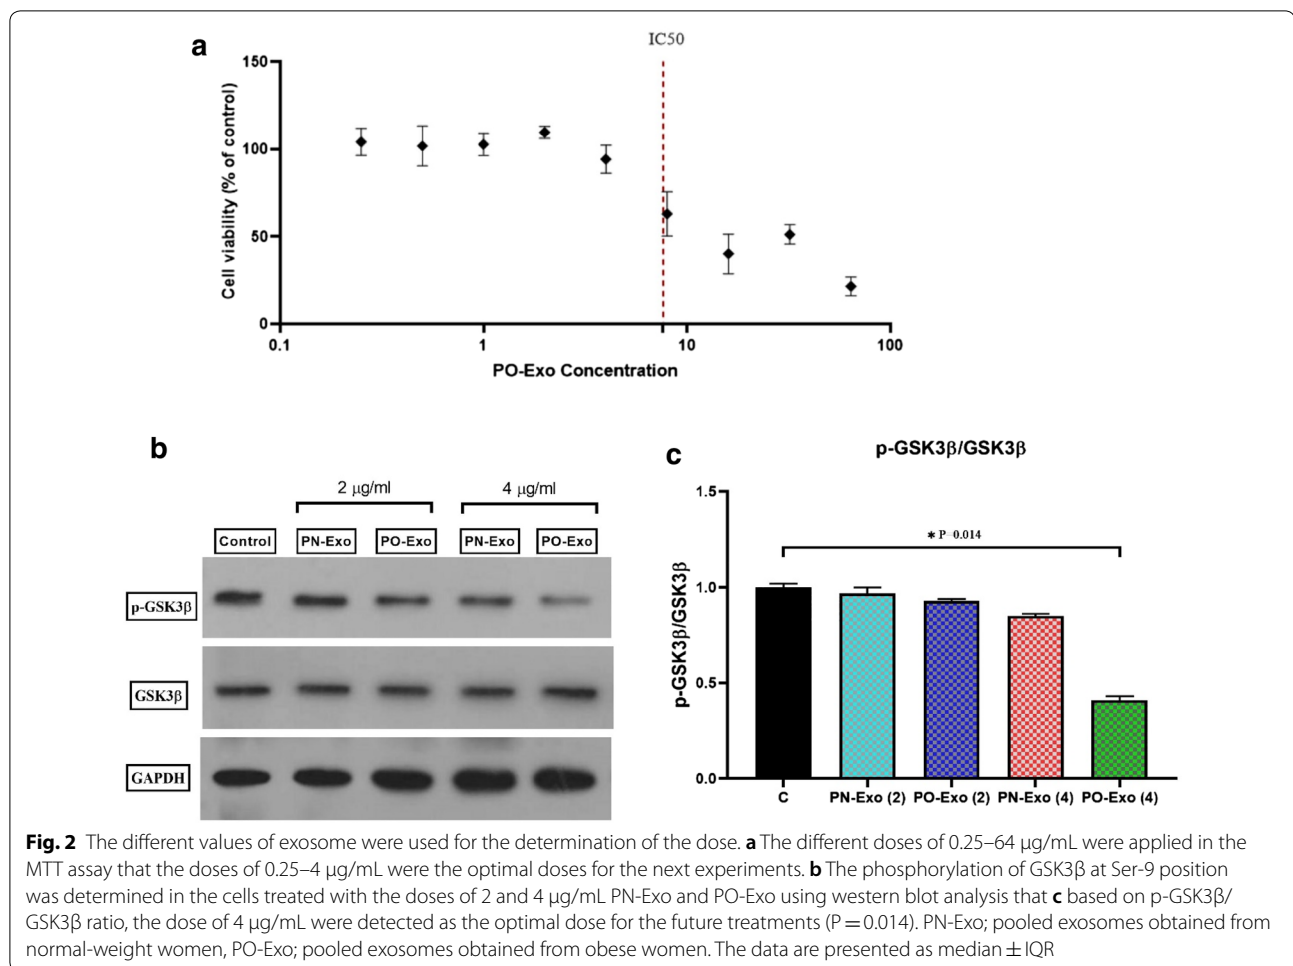 a
IC50
150
100
50
0
Cell viability (% of control)
0.1 1 10 100
PO-Exo Concentration
b
2 μg/ml 4 μg/ml
Control PN-Exo PO-Exo PN-Exo PO-Exo
p-GSK3β
GSK3β
GAPDH
c
p-GSK3β/GSK3β
1.5
1.0
0.5
0.0
p-GSK3β/GSK3β
* P=0.014
C PN-Exo (2) PO-Exo (2) PN-Exo (4) PO-Exo (4)
Fig. 2 The different values of exosome were used for the determination of the dose. a The different doses of 0.25–64 μg/mL were applied in the
MTT assay that the doses of 0.25–4 μg/mL were the optimal doses for the next experiments. b The phosphorylation of GSK3β at Ser-9 position
was determined in the cells treated with the doses of 2 and 4 μg/mL PN-Exo and PO-Exo using western blot analysis that c based on p-GSK3β/
GSK3β ratio, the dose of 4 μg/mL were detected as the optimal dose for the future treatments (P = 0.014). PN-Exo; pooled exosomes obtained from
normal-weight women, PO-Exo; pooled exosomes obtained from obese women. The data are presented as median ± IQR